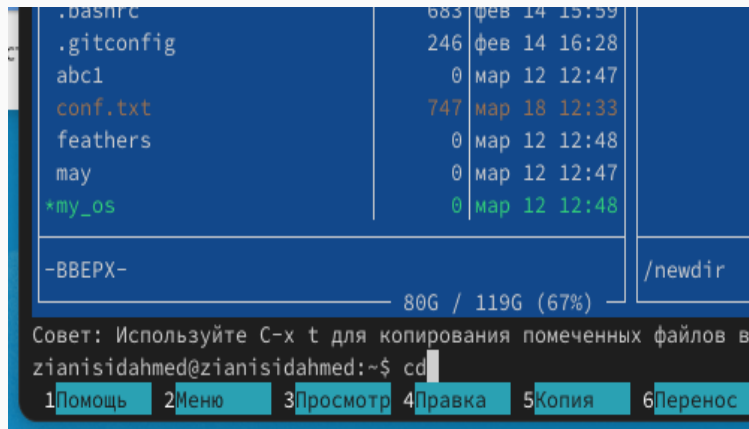 .bashrc 683 фев 14 15:59
.gitconfig 246 фев 14 16:28
abc1 0 мар 12 12:47
conf.txt 747 мар 18 12:33
feathers 0 мар 12 12:48
may 0 мар 12 12:47
*my_os 0 мар 12 12:48
-ВВЕРХ- /newdir
80G / 119G (67%)
Совет: Используйте C-x t для копирования помеченных файлов в
zianisidahmed@zianisidahmed:~$ cd
1Помощь 2Меню 3Просмотр 4Правка 5Копия 6Перенос